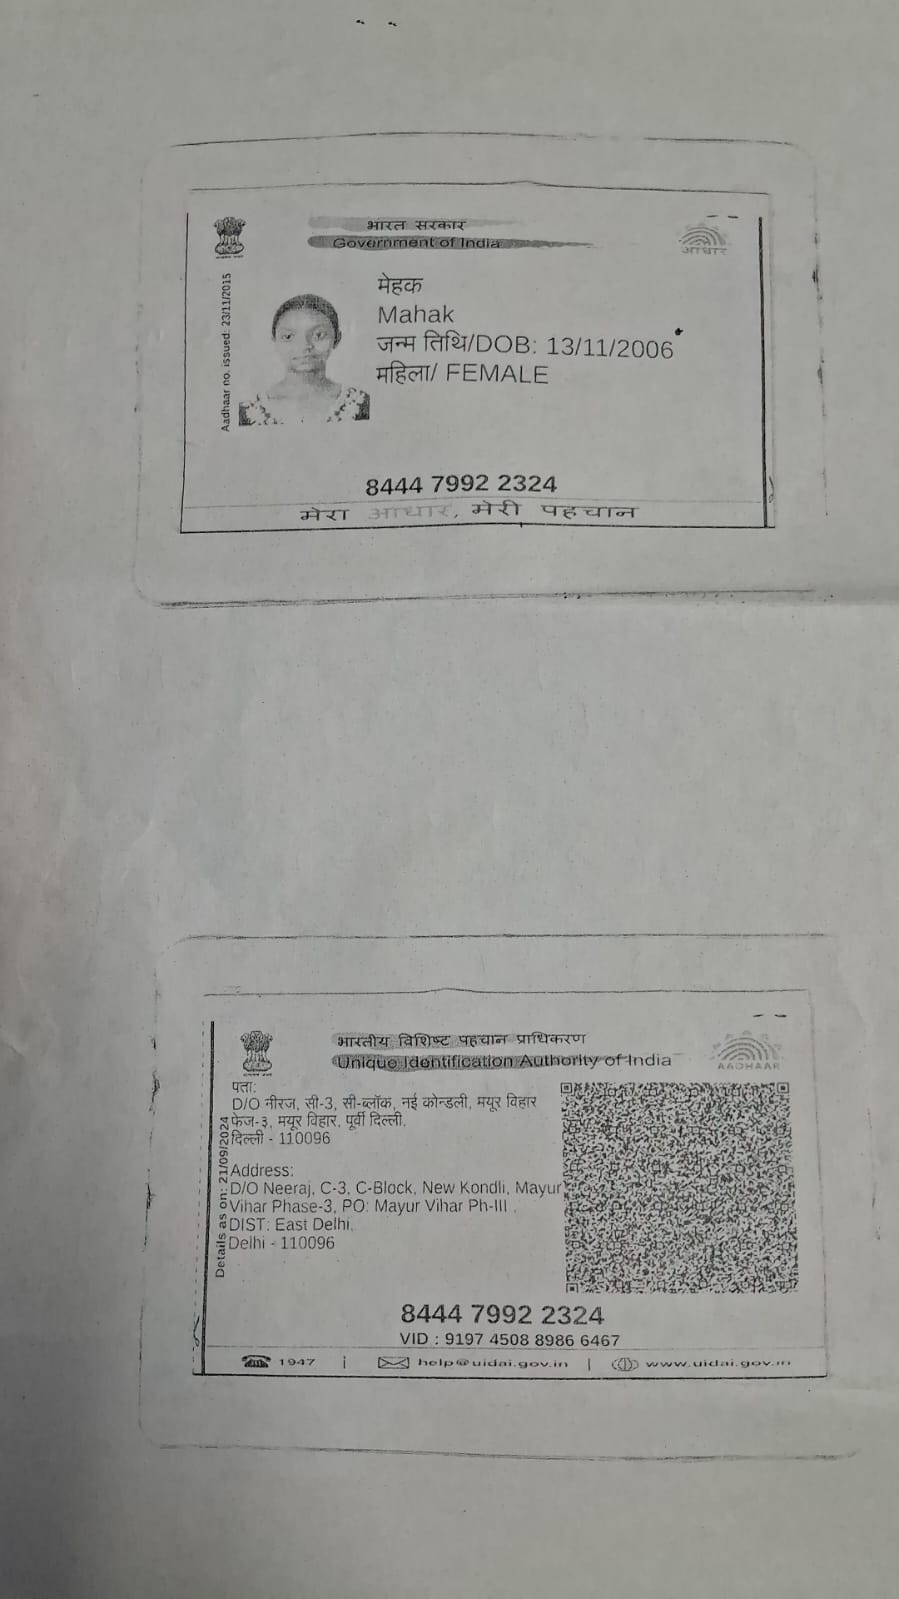 भारत सरकार
Government of India
आधार
Aadhaar no. issued: 23/11/2015
मेहक
Mahak
जन्म तिथि/DOB: 13/11/2006
महिला/ FEMALE
8444 7992 2324
मेरा आधार, मेरी पहचान
भारतीय विशिष्ट पहचान प्राधिकरण
Unique Identification Authority of India
AADHAAR
Details as on: 21/09/2024
पता:
D/O नीरज, सी-3, सी-ब्लॉक, नई कोन्डली, मयूर विहार
फेज-३, मयूर विहार, पूर्वी दिल्ली,
दिल्ली - 110096
Address:
D/O Neeraj, C-3, C-Block, New Kondli, Mayur
Vihar Phase-3, PO: Mayur Vihar Ph-III ,
DIST: East Delhi,
Delhi - 110096
8444 7992 2324
VID : 9197 4508 8986 6467
1947 | help@uidai.gov.in | www.uidai.gov.in